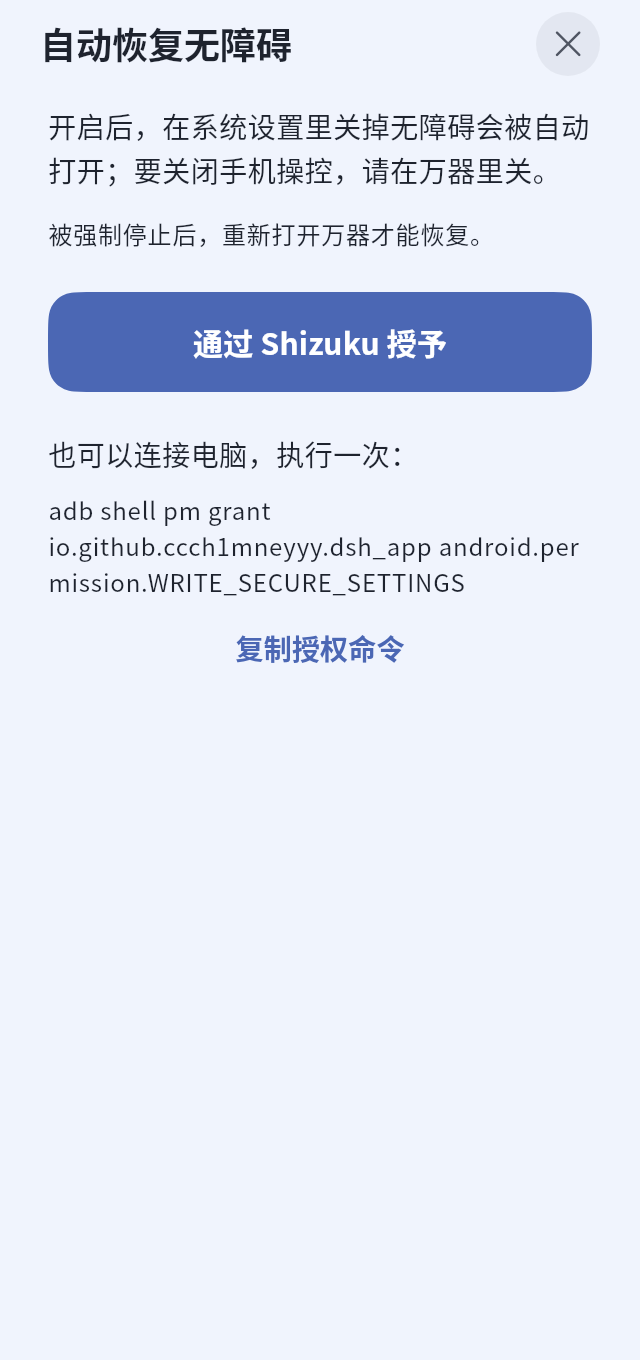 自动恢复无障碍
开启后，在系统设置里关掉无障碍会被自动
打开；要关闭手机操控，请在万器里关。
被强制停止后，重新打开万器才能恢复。
通过 Shizuku 授予
也可以连接电脑，执行一次：
adb shell pm grant
io.github.ccch1mneyyy.dsh_app android.per
mission.WRITE_SECURE_SETTINGS
复制授权命令